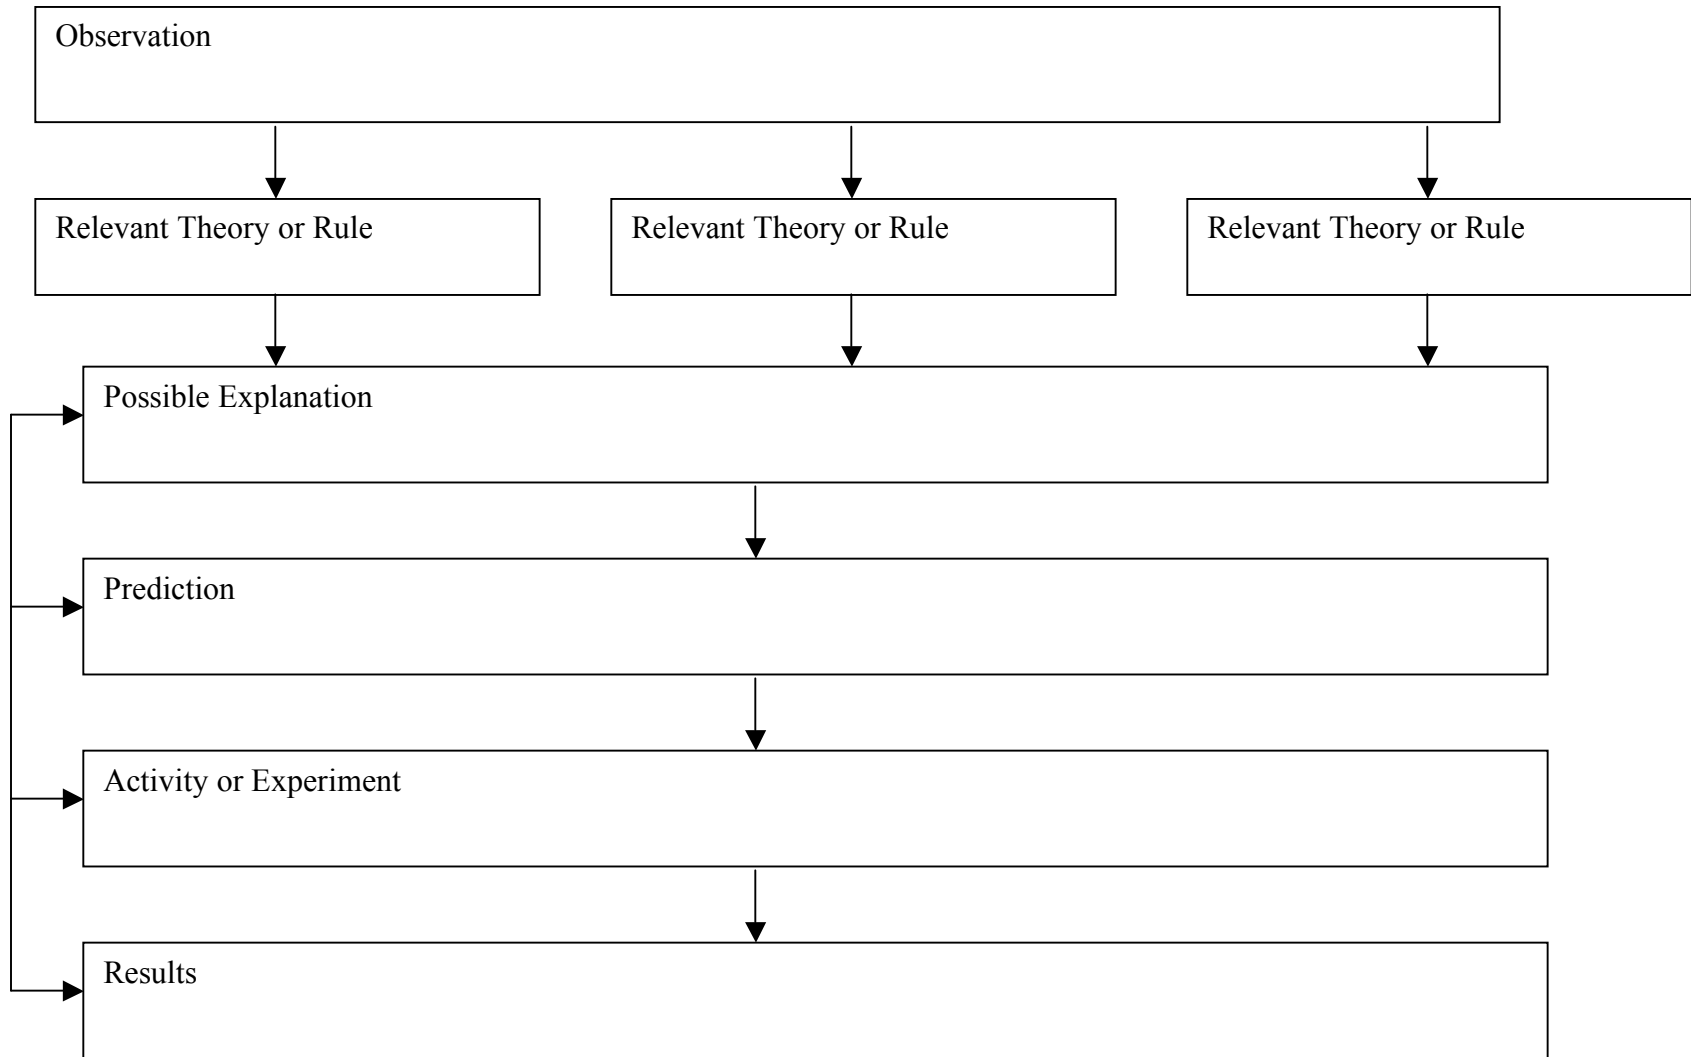 Observation
Relevant Theory or Rule
Relevant Theory or Rule
Relevant Theory or Rule
Possible Explanation
Prediction
Activity or Experiment
Results